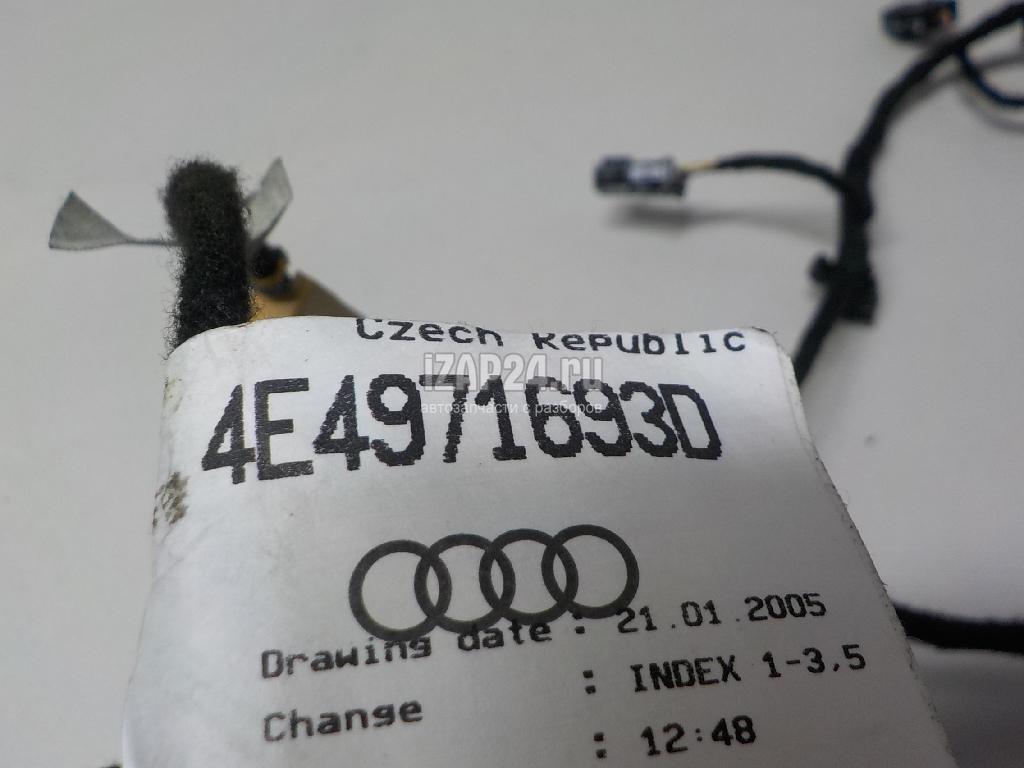 Czech Republic
iZAP24.ru
4E4971693D
автозапчасти с разборов
Drawing date : 21.01.2005
Change : INDEX 1-3,5
: 12:48